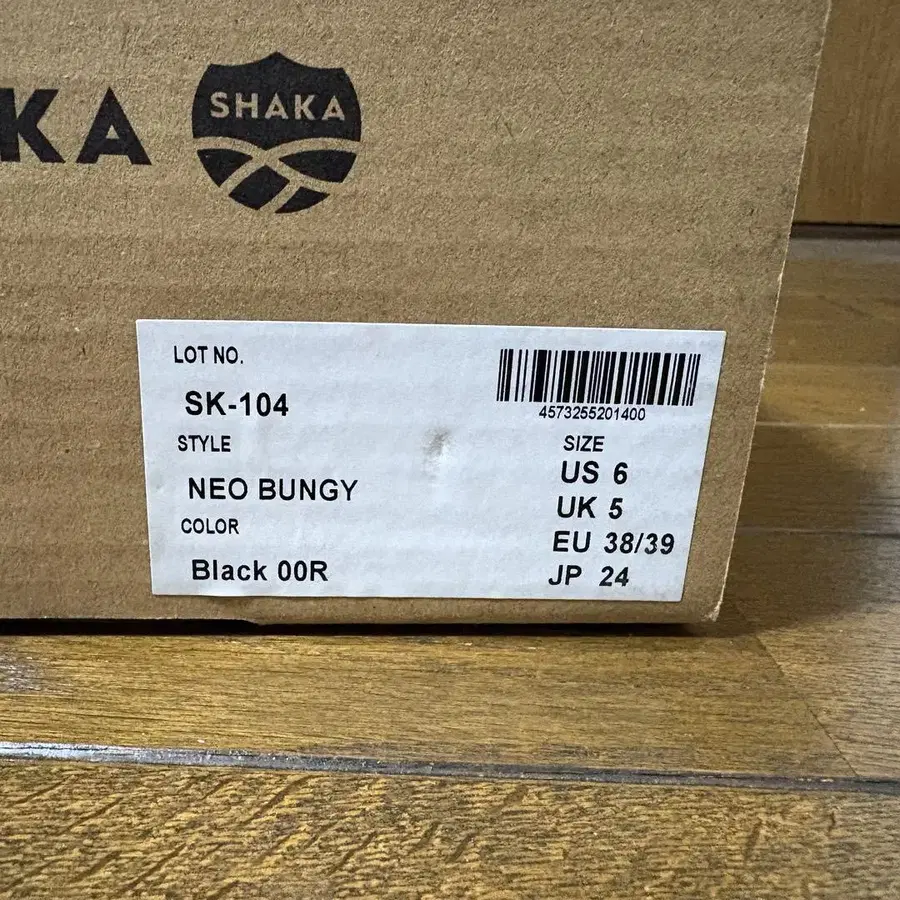 KA
SHAKA
LOT NO.
SK-104
STYLE
NEO BUNGY
COLOR
Black 00R
4573255201400
SIZE
US 6
UK 5
EU 38/39
JP 24